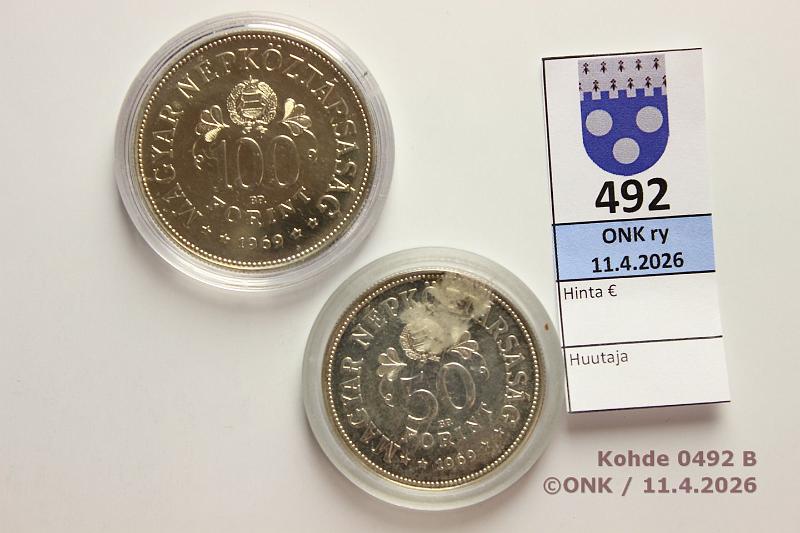 MAGYAR NÉPKÖZTÁRSASÁG
100
BP.
FORINT
1969
MAGYAR NÉPKÖZTÁRSASÁG
50
BP.
FORINT
1969
492
ONK ry
11.4.2026
Hinta €
Huutaja
Kohde 0492 B
©ONK / 11.4.2026